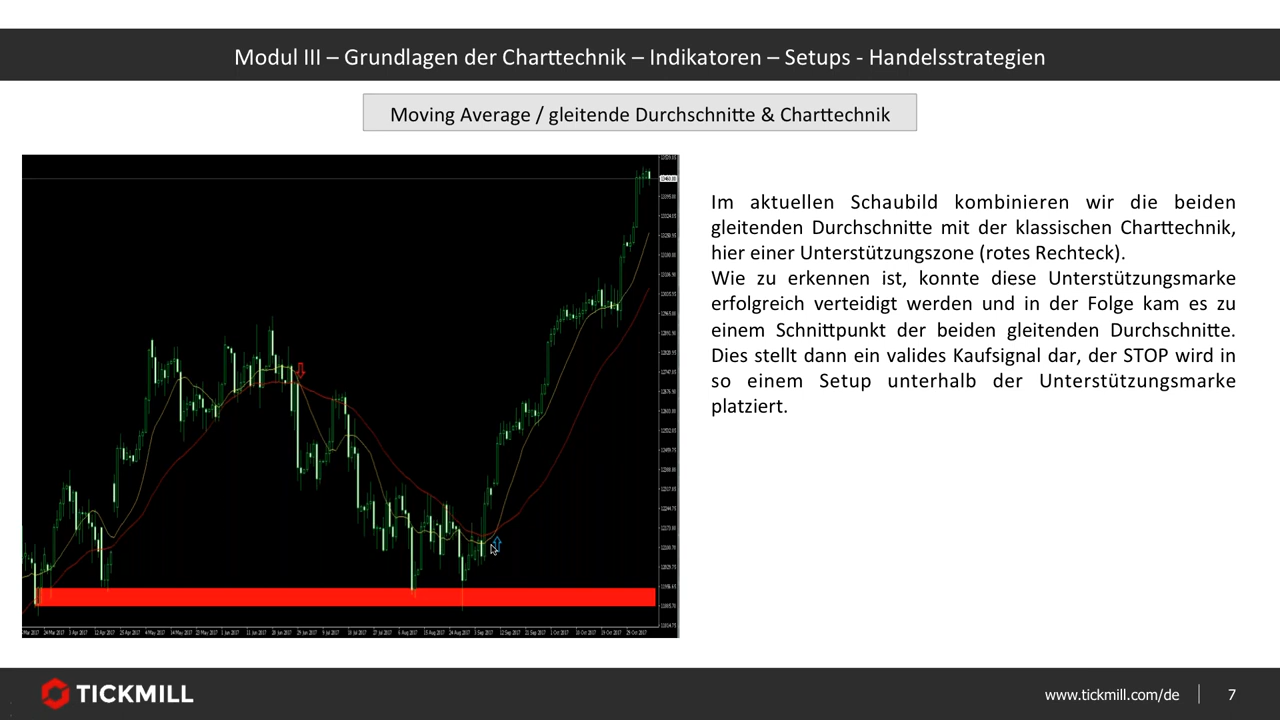 Modul III – Grundlagen der Charttechnik – Indikatoren – Setups - Handelsstrategien
Moving Average / gleitende Durchschnitte & Charttechnik
Im aktuellen Schaubild kombinieren wir die beiden
gleitenden Durchschnitte mit der klassischen Charttechnik,
hier einer Unterstützungszone (rotes Rechteck).
Wie zu erkennen ist, konnte diese Unterstützungsmarke
erfolgreich verteidigt werden und in der Folge kam es zu
einem Schnittpunkt der beiden gleitenden Durchschnitte.
Dies stellt dann ein valides Kaufsignal dar, der STOP wird in
so einem Setup unterhalb der Unterstützungsmarke
platziert.
TICKMILL
www.tickmill.com/de
7